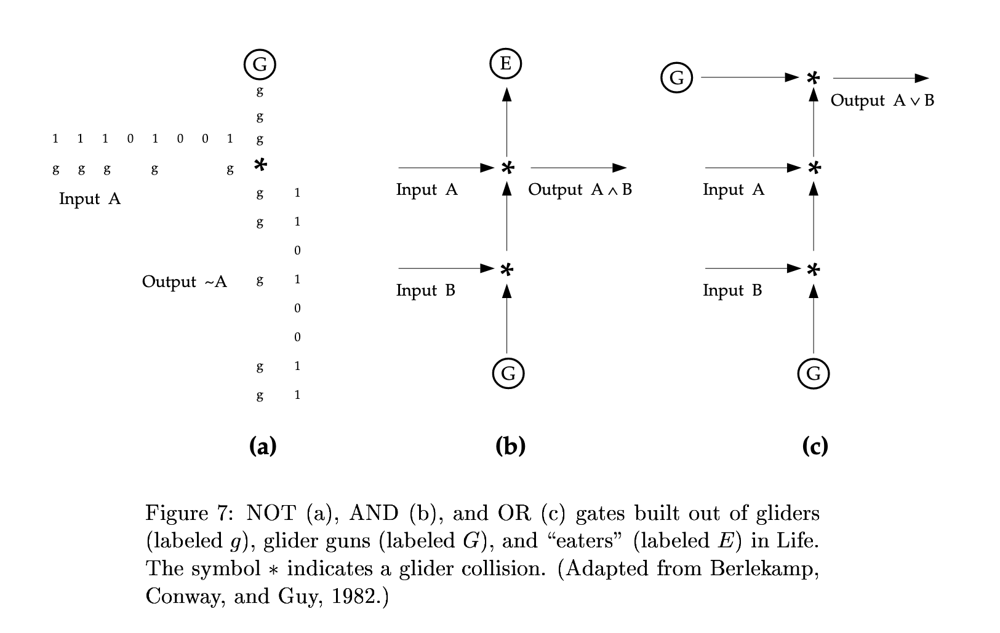 G
g
g
1 1 1 0 1 0 0 1 g
g g g g g *
Input A
g 1
g 1
0
Output ~A g 1
0
0
g 1
g 1
(a)
E
*
Input A
Output A ∧ B
*
Input B
G
(b)
G
*
Output A ∨ B
*
Input A
*
Input B
G
(c)
Figure 7: NOT (a), AND (b), and OR (c) gates built out of gliders
(labeled g), glider guns (labeled G), and “eaters” (labeled E) in Life.
The symbol * indicates a glider collision. (Adapted from Berlekamp,
Conway, and Guy, 1982.)